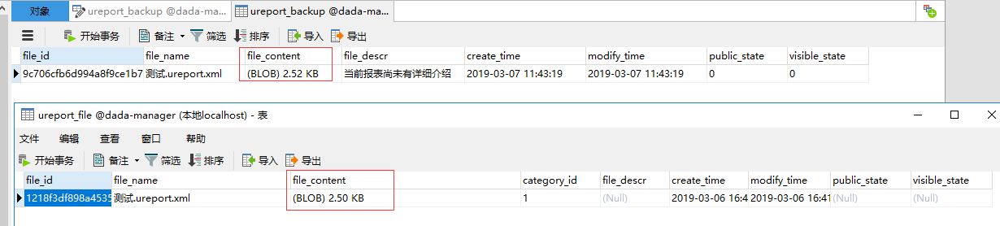 对象 ureport_backup @dada-ma... ureport_backup @dada-ma...
开始事务 备注 筛选 排序 导入 导出
file_id file_name file_content file_descr create_time modify_time public_state visible_state
9c706cfb6d994a8f9ce1b7 测试.ureport.xml (BLOB) 2.52 KB 当前报表尚未有详细介绍 2019-03-07 11:43:19 2019-03-07 11:43:19 0 0
ureport_file @dada-manager (本地localhost) - 表
文件 编辑 查看 窗口 帮助
开始事务 备注 筛选 排序 导入 导出
file_id file_name file_content category_id file_descr create_time modify_time public_state visible_state
1218f3df898a4535 测试.ureport.xml (BLOB) 2.50 KB 1 (Null) 2019-03-06 16:4 2019-03-06 16:41 (Null) (Null)